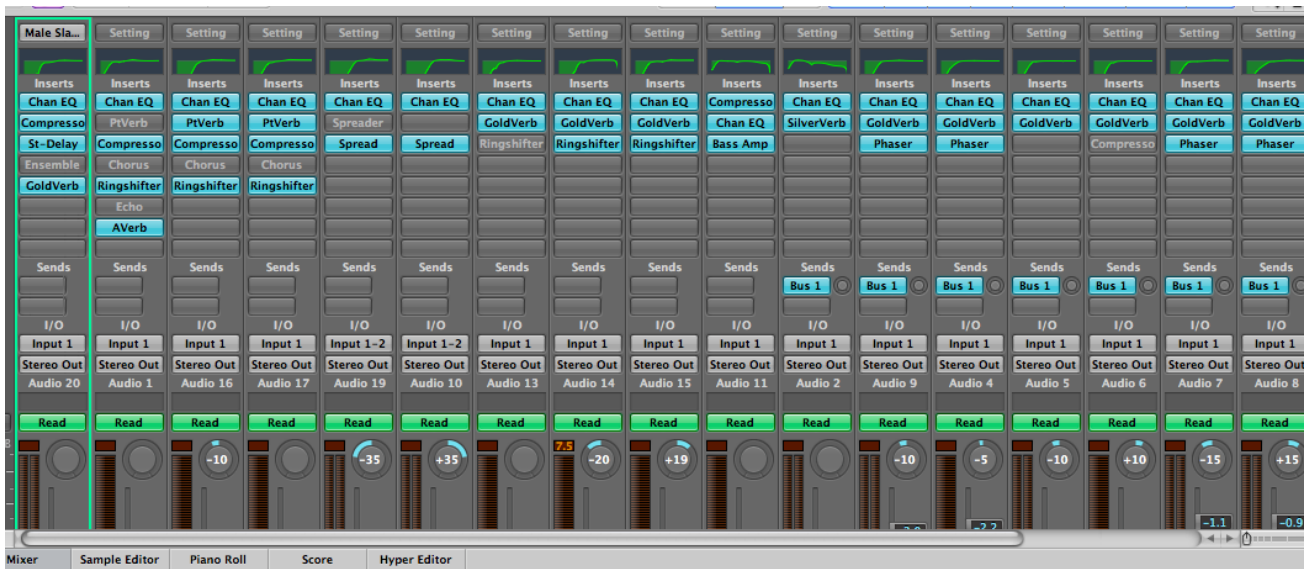 Male Sla... Setting Setting Setting Setting Setting Setting Setting Setting Setting Setting Setting Setting Setting Setting Setting Setting
Inserts Inserts Inserts Inserts Inserts Inserts Inserts Inserts Inserts Inserts Inserts Inserts Inserts Inserts Inserts Inserts Inserts
Chan EQ Chan EQ Chan EQ Chan EQ Chan EQ Chan EQ Chan EQ Chan EQ Chan EQ Compresso Chan EQ Chan EQ Chan EQ Chan EQ Chan EQ Chan EQ Chan EQ
Compresso PtVerb PtVerb PtVerb Spreader GoldVerb GoldVerb GoldVerb Chan EQ SilverVerb GoldVerb GoldVerb GoldVerb GoldVerb GoldVerb GoldVerb
St-Delay Compresso Compresso Compresso Spread Spread Ringshifter Ringshifter Ringshifter Bass Amp Phaser Phaser Compresso Phaser Phaser
Ensemble Chorus Chorus Chorus
GoldVerb Ringshifter Ringshifter Ringshifter
Echo
AVerb
Sends Sends Sends Sends Sends Sends Sends Sends Sends Sends Sends Sends Sends Sends Sends Sends Sends
Bus 1 Bus 1 Bus 1 Bus 1 Bus 1 Bus 1 Bus 1
I/O I/O I/O I/O I/O I/O I/O I/O I/O I/O I/O I/O I/O I/O I/O I/O I/O
Input 1 Input 1 Input 1 Input 1 Input 1-2 Input 1-2 Input 1 Input 1 Input 1 Input 1 Input 1 Input 1 Input 1 Input 1 Input 1 Input 1 Input 1
Stereo Out Stereo Out Stereo Out Stereo Out Stereo Out Stereo Out Stereo Out Stereo Out Stereo Out Stereo Out Stereo Out Stereo Out Stereo Out Stereo Out Stereo Out Stereo Out Stereo Out
Audio 20 Audio 1 Audio 16 Audio 17 Audio 19 Audio 10 Audio 13 Audio 14 Audio 15 Audio 11 Audio 2 Audio 9 Audio 4 Audio 5 Audio 6 Audio 7 Audio 8
Read Read Read Read Read Read Read Read Read Read Read Read Read Read Read Read Read
7.5
-10 -35 +35 -20 +19 -10 -5 -10 +10 -15 +15
-2.2 -1.1 -0.9
Mixer Sample Editor Piano Roll Score Hyper Editor